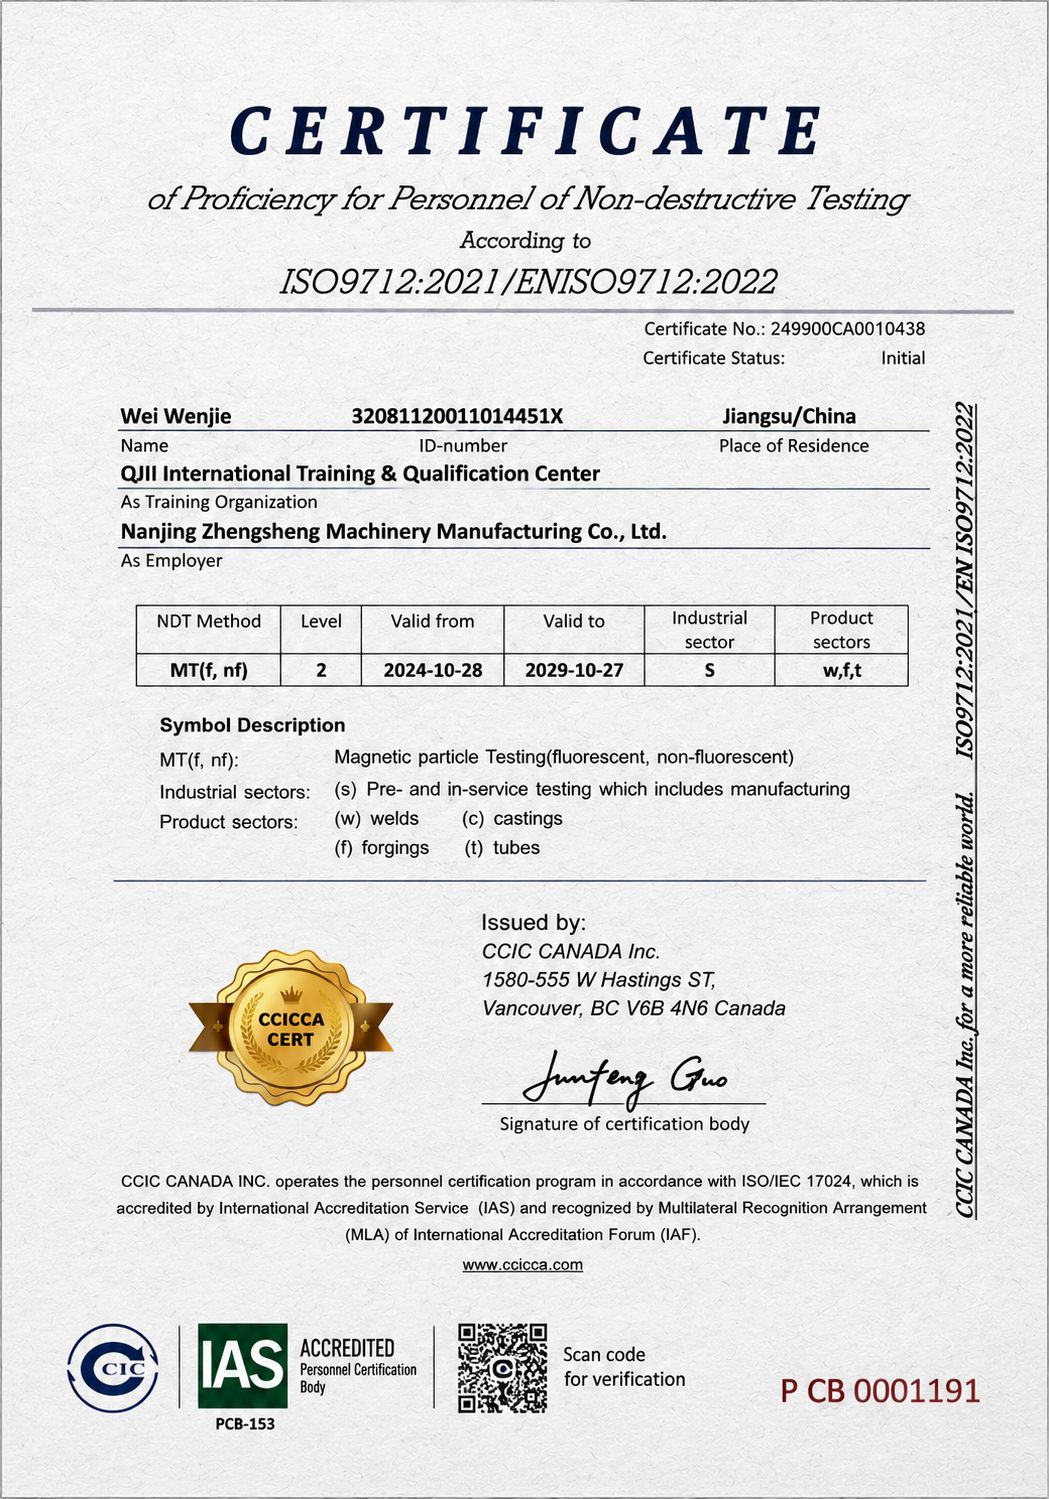 CERTIFICATE
of Proficiency for Personnel of Non-destructive Testing
According to
ISO9712:2021/ENISO9712:2022
Certificate No.: 249900CA0010438
Certificate Status: Initial
Wei Wenjie 32081120011014451X Jiangsu/China
Name ID-number Place of Residence
QJII International Training & Qualification Center
As Training Organization
Nanjing Zhengsheng Machinery Manufacturing Co., Ltd.
As Employer
NDT Method Level Valid from Valid to Industrial sector Product sectors
MT(f, nf) 2 2024-10-28 2029-10-27 S w,f,t
Symbol Description
MT(f, nf): Magnetic particle Testing(fluorescent, non-fluorescent)
Industrial sectors: (s) Pre- and in-service testing which includes manufacturing
Product sectors: (w) welds (c) castings
(f) forgings (t) tubes
CCICCA
CERT
Issued by:
CCIC CANADA Inc.
1580-555 W Hastings ST,
Vancouver, BC V6B 4N6 Canada
Junfeng Guo
Signature of certification body
CCIC CANADA Inc. for a more reliable world. ISO9712:2021/EN ISO9712:2022
CCIC CANADA INC. operates the personnel certification program in accordance with ISO/IEC 17024, which is
accredited by International Accreditation Service (IAS) and recognized by Multilateral Recognition Arrangement
(MLA) of International Accreditation Forum (IAF).
www.ccicca.com
CCIC
IAS
ACCREDITED
Personnel Certification
Body
PCB-153
Scan code
for verification
P CB 0001191